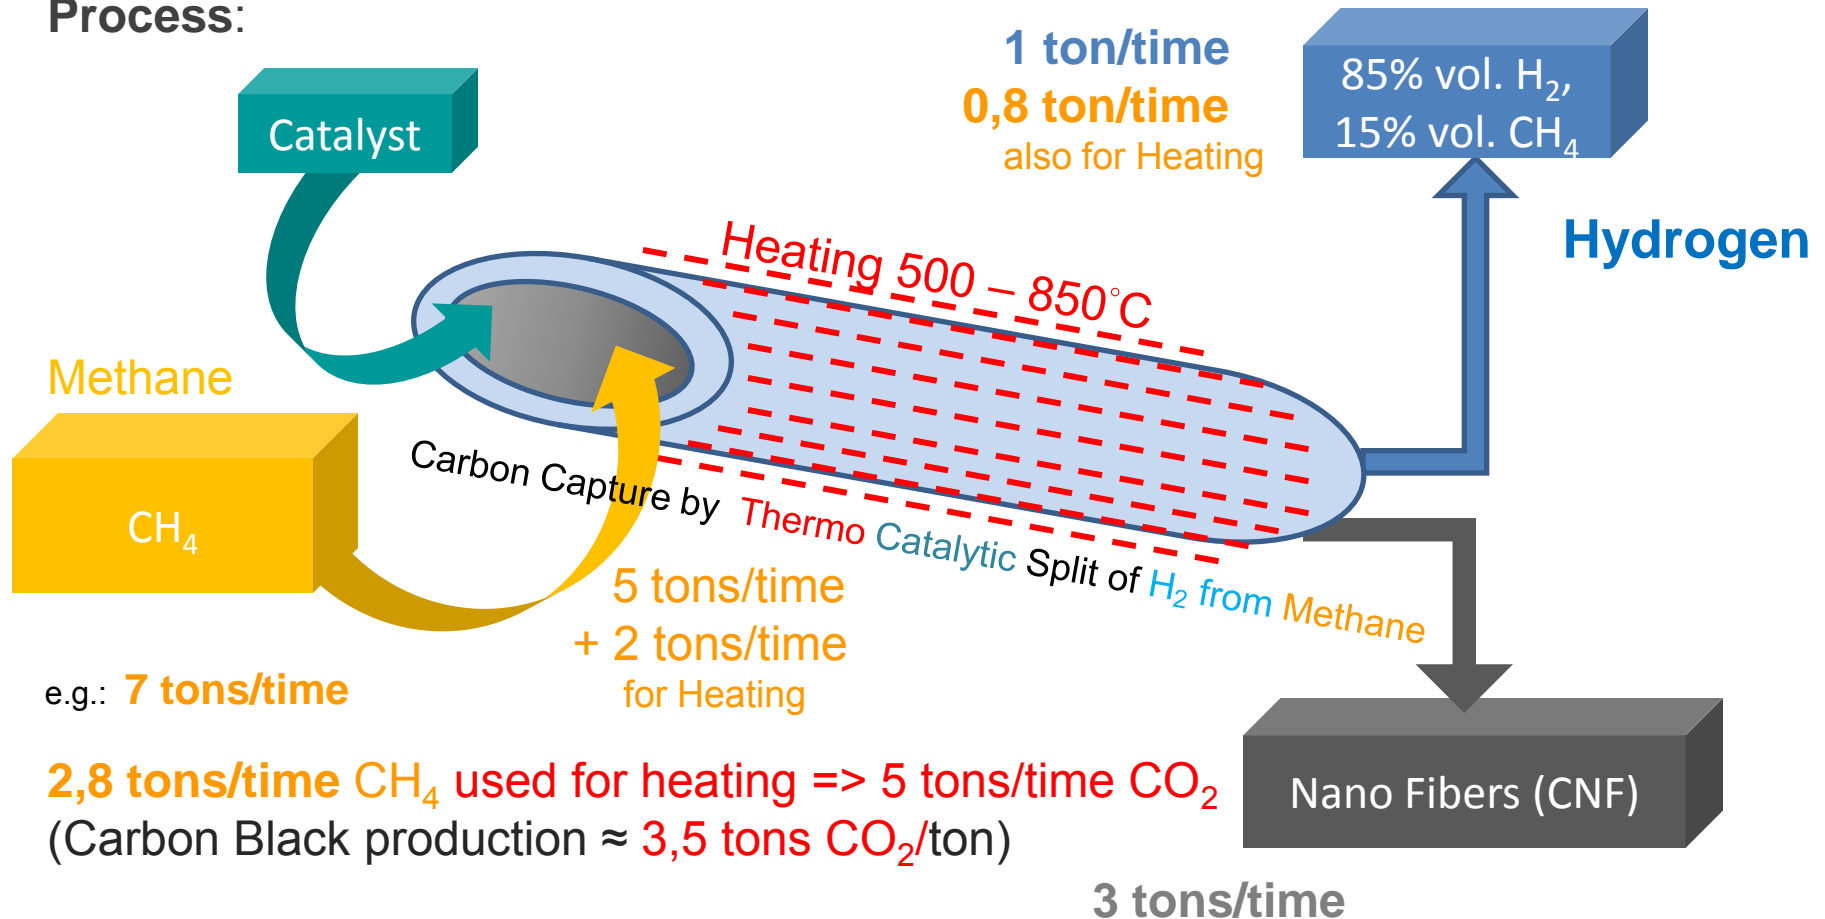 Process:
1 ton/time
0,8 ton/time
also for Heating
85% vol. H₂,
15% vol. CH₄
Catalyst
Hydrogen
Heating 500 – 850°C
Methane
CH₄
Carbon Capture by Thermo Catalytic Split of H₂ from Methane
5 tons/time
+ 2 tons/time
for Heating
e.g.: 7 tons/time
2,8 tons/time CH₄ used for heating => 5 tons/time CO₂
(Carbon Black production ≈ 3,5 tons CO₂/ton)
Nano Fibers (CNF)
3 tons/time